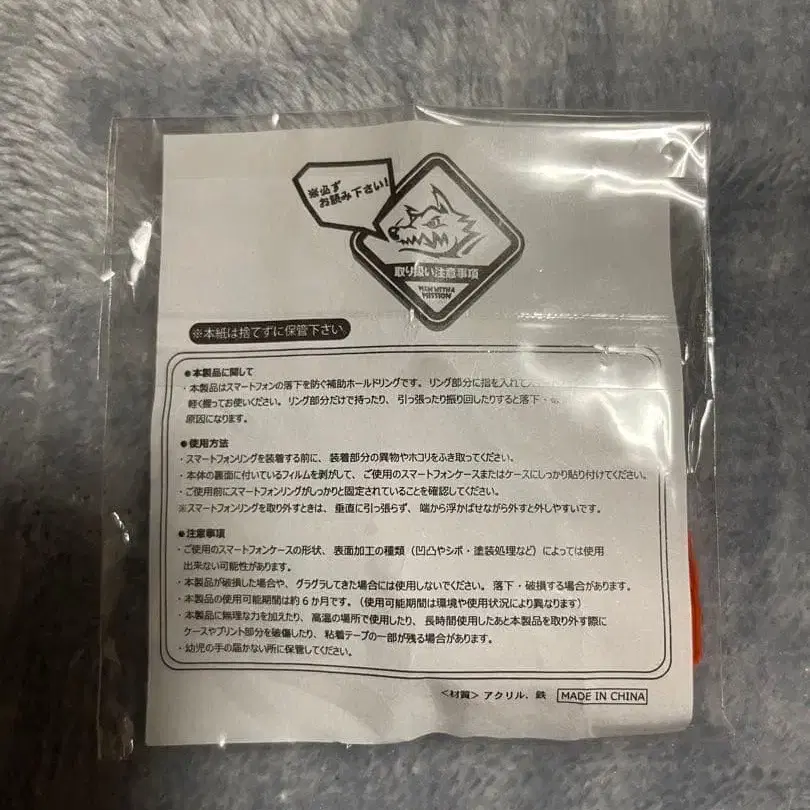 ※必ず
お読み下さい!
取り扱い注意事項
MAN WITH A
MISSION
※本紙は捨てずに保管下さい
●本製品に関して
・本製品はスマートフォンの落下を防ぐ補助ホールドリングです。リング部分に指を入れて
軽く握ってお使いください。リング部分だけで持ったり、引っ張ったり振り回したりすると落下・
原因になります。
●使用方法
・スマートフォンリングを装着する前に、装着部分の異物やホコリをふき取ってください。
・本体の裏面に付いているフィルムを剥がして、ご使用のスマートフォンケースまたはケースにしっかり貼り付けてください。
・ご使用前にスマートフォンリングがしっかりと固定されていることを確認してください。
※スマートフォンリングを取り外すときは、垂直に引っ張らず、端から浮かばせながら外すと外しやすいです。
●注意事項
・ご使用のスマートフォンケースの形状、表面加工の種類（凹凸やシボ・塗装処理など）によっては使用
出来ない可能性があります。
・本製品が破損した場合や、グラグラしてきた場合には使用しないでください。落下・破損する場合があります。
・本製品の使用可能期間は約6か月です。（使用可能期間は環境や使用状況により異なります）
・本製品に無理な力を加えたり、高温の場所で使用したり、長時間使用したあと本製品を取り外す際に
ケースやプリント部分を破傷したり、粘着テープの一部が残る場合があります。
・幼児の手の届かない所に保管してください。
＜材質＞アクリル、鉄 MADE IN CHINA